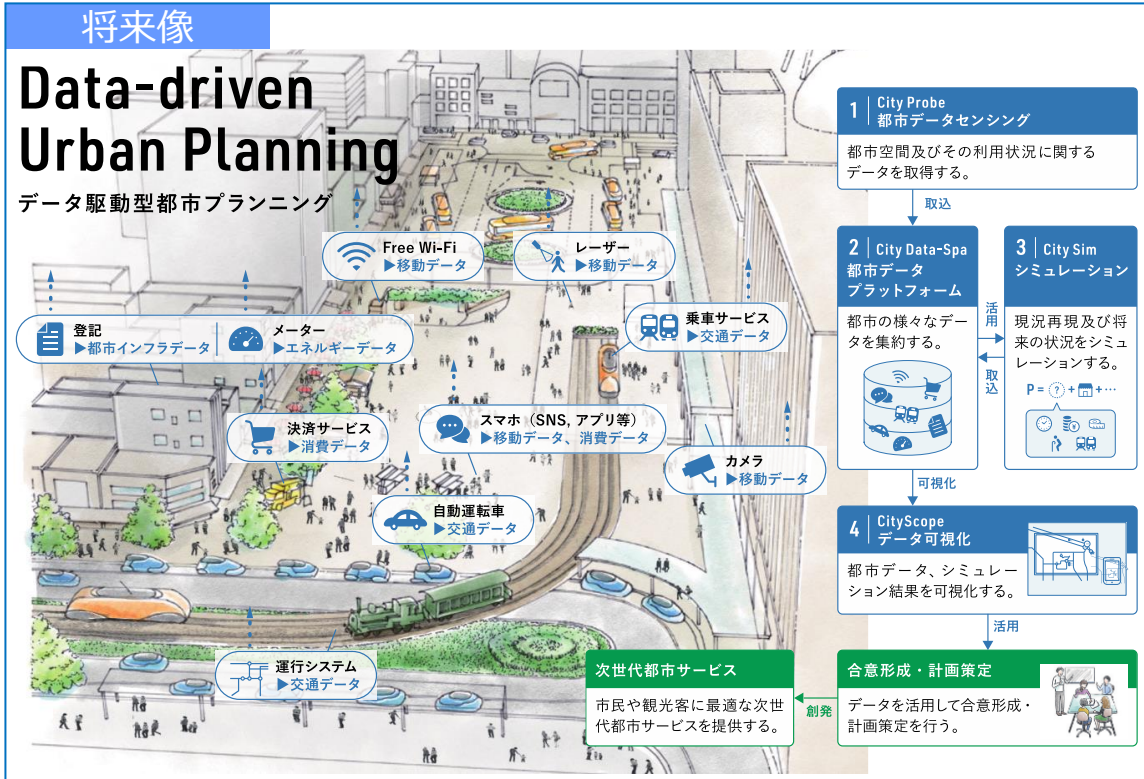 将来像
Data-driven
Urban Planning
データ駆動型都市プランニング
Free Wi-Fi
▶移動データ
レーザー
▶移動データ
登記
▶都市インフラデータ
メーター
▶エネルギーデータ
乗車サービス
▶交通データ
決済サービス
▶消費データ
スマホ（SNS, アプリ等）
▶移動データ、消費データ
カメラ
▶移動データ
自動運転車
▶交通データ
運行システム
▶交通データ
1 City Probe
都市データセンシング
都市空間及びその利用状況に関する
データを取得する。
取込
2 City Data-Spa
都市データ
プラットフォーム
都市の様々なデー
タを集約する。
活用
取込
3 City Sim
シミュレーション
現況再現及び将
来の状況をシミュ
レーションする。
P = ? + + …
可視化
4 CityScope
データ可視化
都市データ、シミュレー
ション結果を可視化する。
活用
合意形成・計画策定
データを活用して合意形成・
計画策定を行う。
創発
次世代都市サービス
市民や観光客に最適な次世
代都市サービスを提供する。